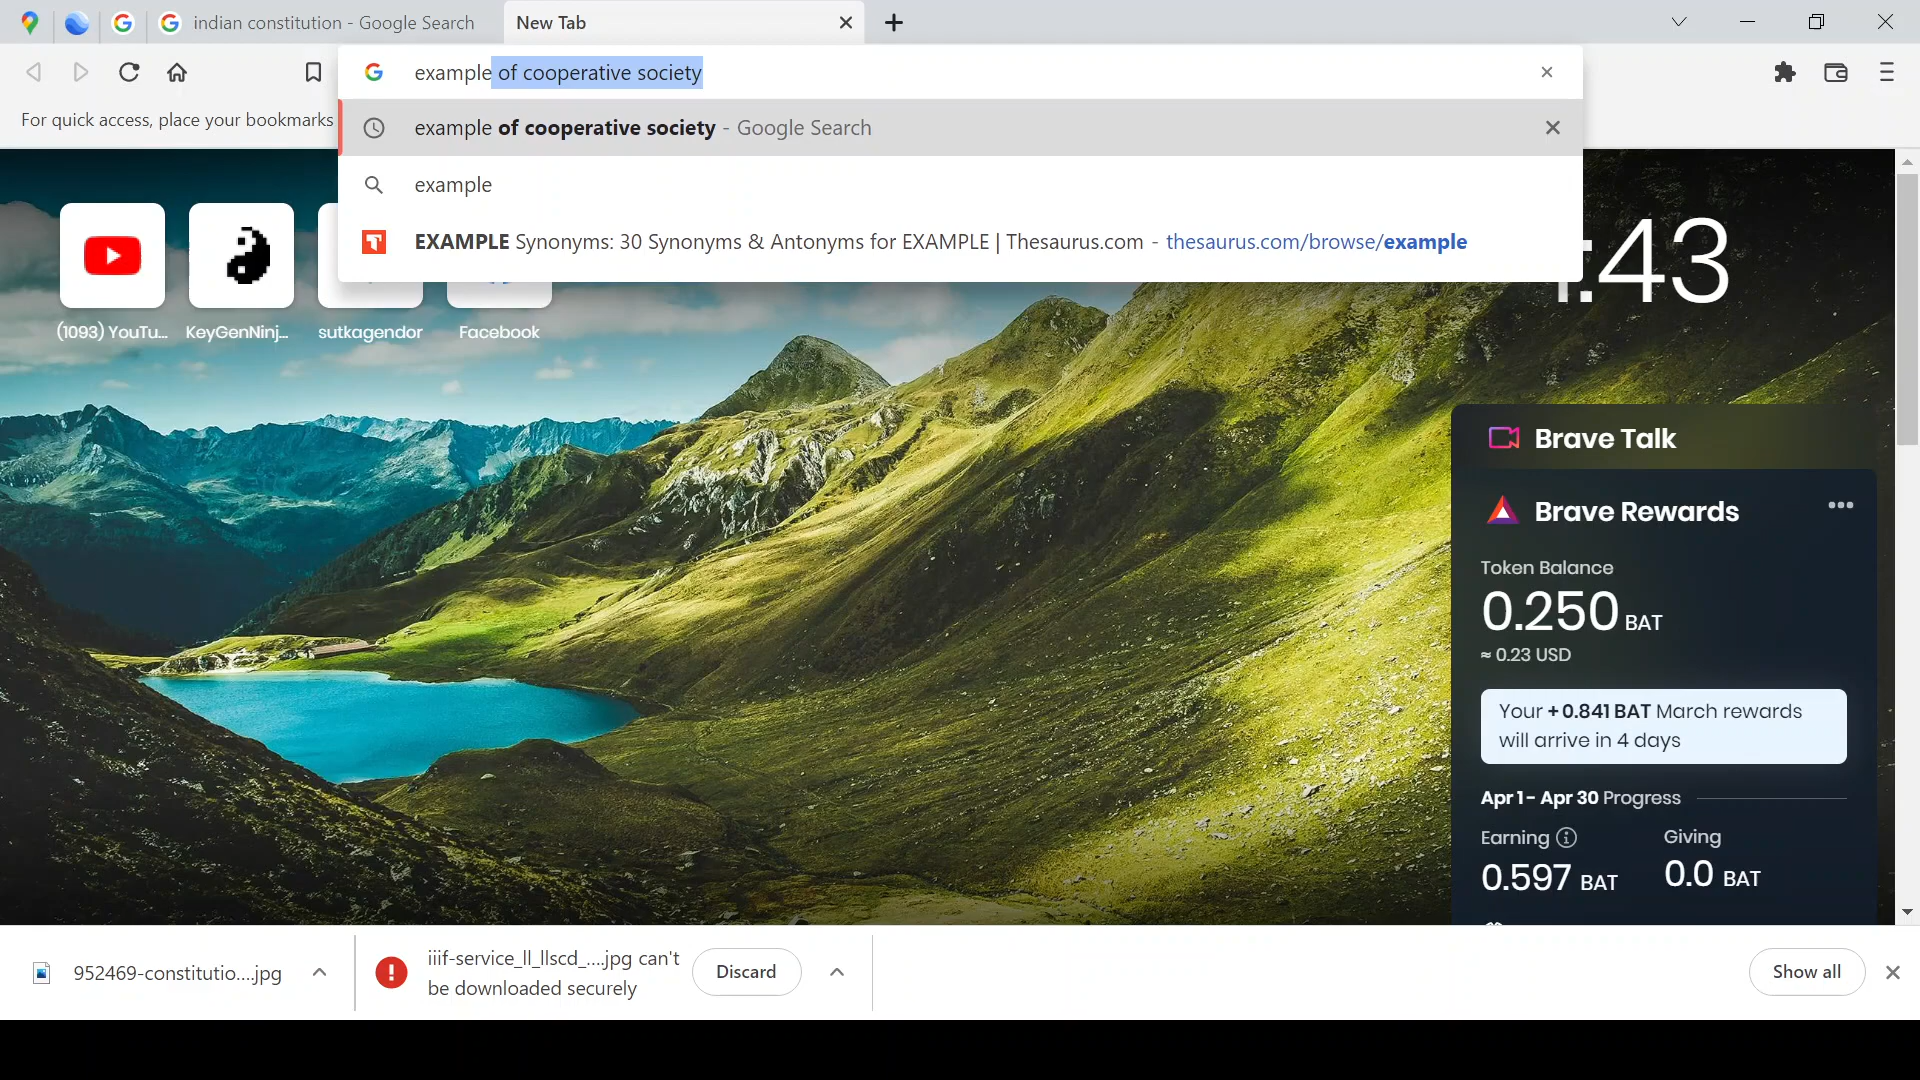 indian constitution - Google Search
New Tab
example of cooperative society
For quick access, place your bookmarks
example of cooperative society - Google Search
example
EXAMPLE Synonyms: 30 Synonyms & Antonyms for EXAMPLE | Thesaurus.com - thesaurus.com/browse/example
:43
(1093) YouTu...
KeyGenNinj...
sutkagendor
Facebook
Brave Talk
Brave Rewards
Token Balance
0.250 BAT
≈ 0.23 USD
Your +0.841 BAT March rewards
will arrive in 4 days
Apr 1 - Apr 30 Progress
Earning
Giving
0.597 BAT
0.0 BAT
952469-constitutio....jpg
iiif-service_ll_llscd_....jpg can't
be downloaded securely
Discard
Show all